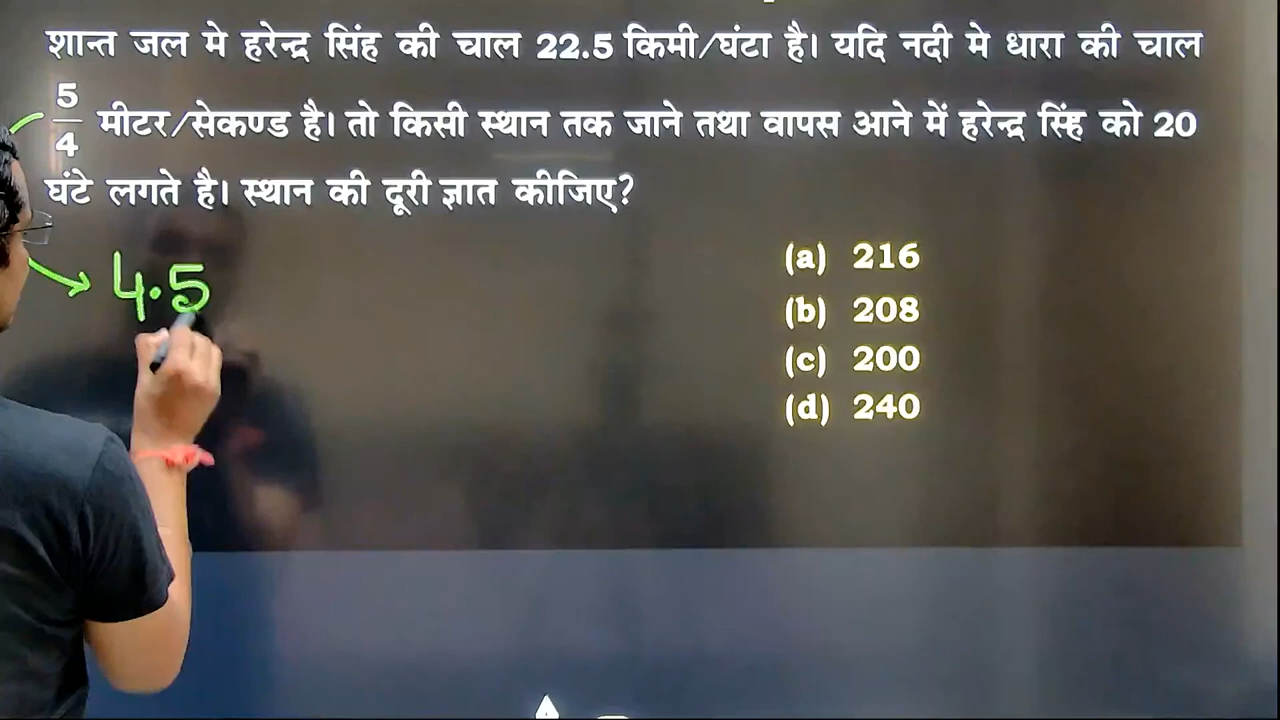 शान्त जल मे हरेन्द्र सिंह की चाल 22.5 किमी/घंटा है। यदि नदी मे धारा की चाल
5/4 मीटर/सेकण्ड है। तो किसी स्थान तक जाने तथा वापस आने में हरेन्द्र सिंह को 20
घंटे लगते है। स्थान की दूरी ज्ञात कीजिए?
(a) 216
(b) 208
(c) 200
(d) 240
4.5